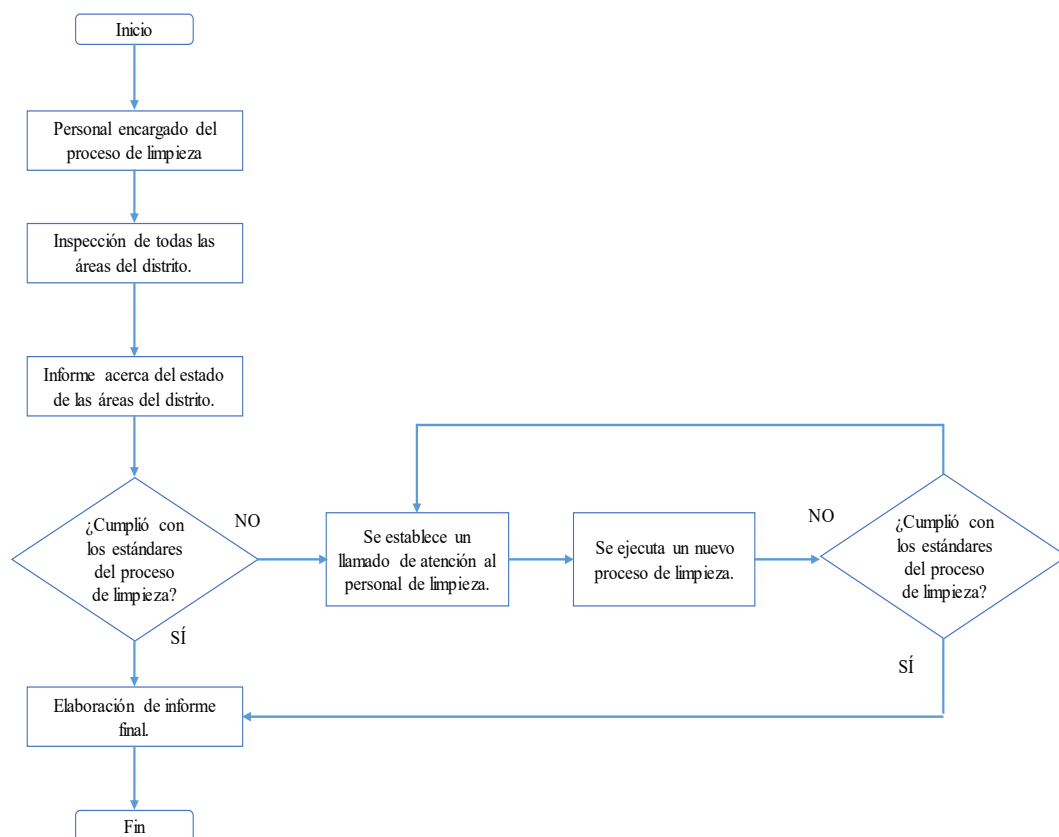 Inicio
Personal encargado del
proceso de limpieza
Inspección de todas las
áreas del distrito.
Informe acerca del estado
de las áreas del distrito.
¿Cumplió con
los estándares
del proceso
de limpieza?
NO
Se establece un
llamado de atención al
personal de limpieza.
Se ejecuta un nuevo
proceso de limpieza.
NO
¿Cumplió con
los estándares
del proceso
de limpieza?
SÍ
SÍ
Elaboración de informe
final.
Fin